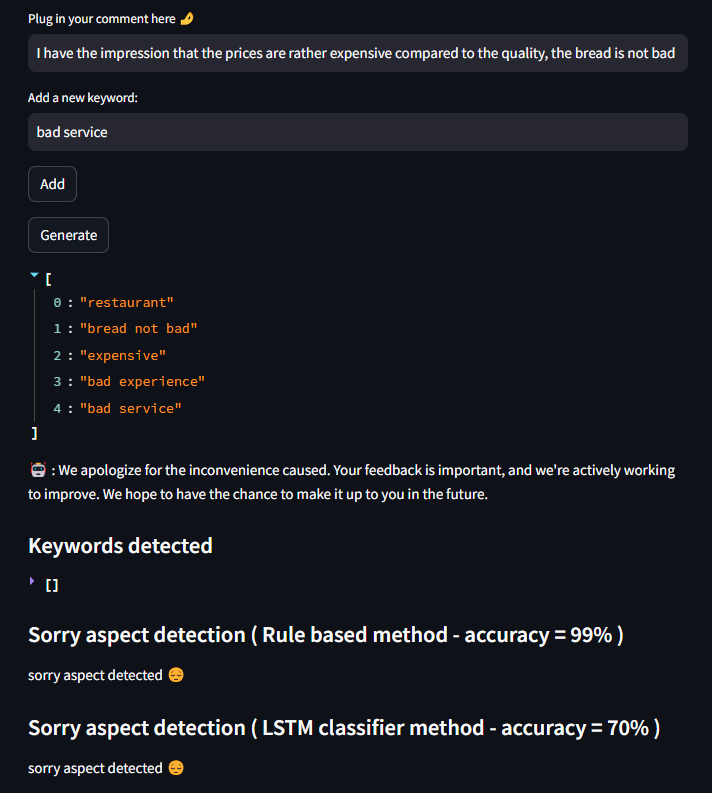 Plug in your comment here 🤌
I have the impression that the prices are rather expensive compared to the quality, the bread is not bad
Add a new keyword:
bad service
Add
Generate
[
0 : "restaurant"
1 : "bread not bad"
2 : "expensive"
3 : "bad experience"
4 : "bad service"
]
🤖 : We apologize for the inconvenience caused. Your feedback is important, and we're actively working
to improve. We hope to have the chance to make it up to you in the future.
Keywords detected
[]
Sorry aspect detection ( Rule based method - accuracy = 99% )
sorry aspect detected 😔
Sorry aspect detection ( LSTM classifier method - accuracy = 70% )
sorry aspect detected 😔